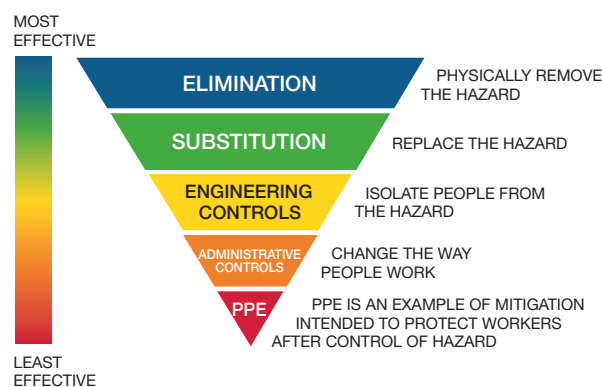 MOST
EFFECTIVE
ELIMINATION
PHYSICALLY REMOVE
THE HAZARD
SUBSTITUTION
REPLACE THE HAZARD
ENGINEERING
CONTROLS
ISOLATE PEOPLE FROM
THE HAZARD
ADMINISTRATIVE
CONTROLS
CHANGE THE WAY
PEOPLE WORK
PPE
PPE IS AN EXAMPLE OF MITIGATION
INTENDED TO PROTECT WORKERS
AFTER CONTROL OF HAZARD
LEAST
EFFECTIVE